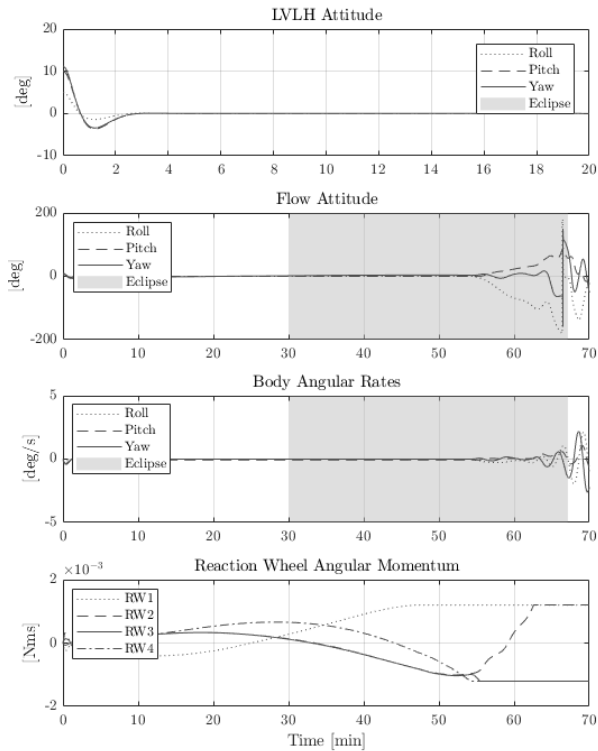 LVLH Attitude
20
10
0
-10
[deg]
Roll
Pitch
Yaw
Eclipse
0 2 4 6 8 10 12 14 16 18 20
Flow Attitude
200
0
-200
[deg]
Roll
Pitch
Yaw
Eclipse
0 10 20 30 40 50 60 70
Body Angular Rates
5
0
-5
[deg/s]
Roll
Pitch
Yaw
Eclipse
0 10 20 30 40 50 60 70
×10⁻³
Reaction Wheel Angular Momentum
2
0
-2
[Nms]
RW1
RW2
RW3
RW4
0 10 20 30 40 50 60 70
Time [min]